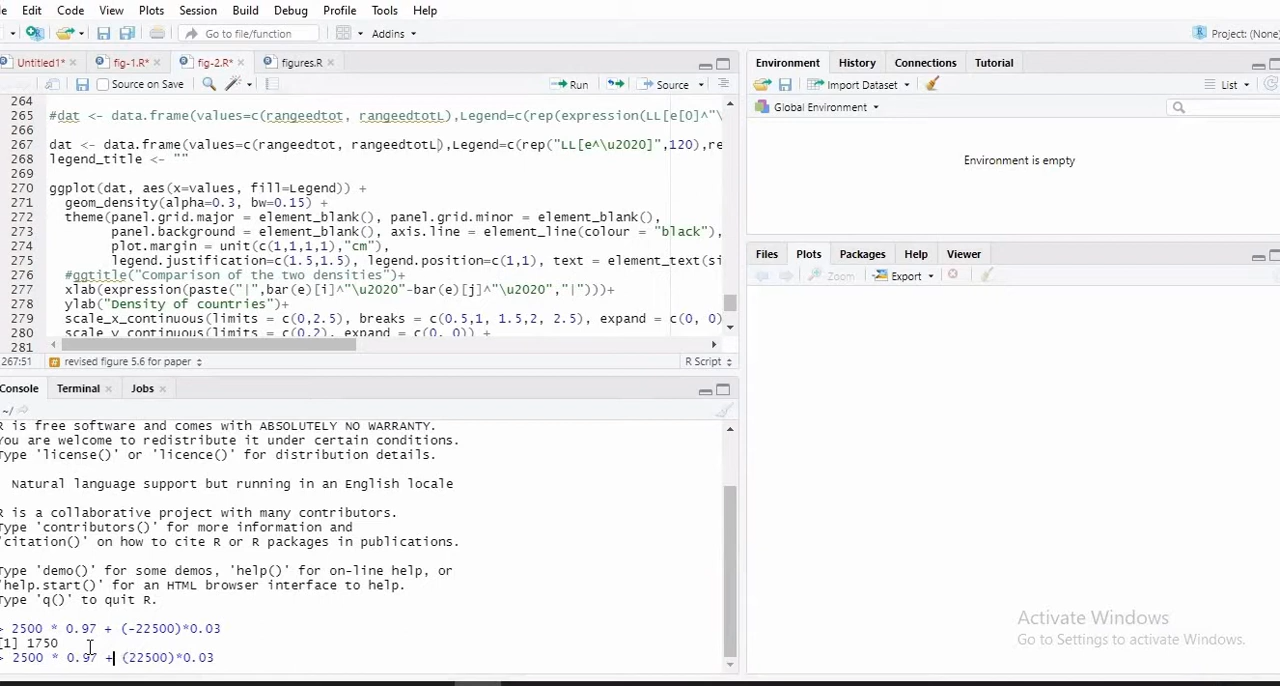 Edit Code View Plots Session Build Debug Profile Tools Help
Go to file/function Addins Project: (None)
Untitled1* × fig-1.R* × fig-2.R* × figures.R ×
Source on Save Run Source
264
265 #dat <- data.frame(values=c(rangeedtot, rangeedtotL),Legend=c(rep(expression(LL[e[0]^"\
266
267 dat <- data.frame(values=c(rangeedtot, rangeedtotL),Legend=c(rep("LL[e^\u2020]",120),re
268 legend_title <- ""
269
270 ggplot(dat, aes(x=values, fill=Legend)) +
271 geom_density(alpha=0.3, bw=0.15) +
272 theme(panel.grid.major = element_blank(), panel.grid.minor = element_blank(),
273 panel.background = element_blank(), axis.line = element_line(colour = "black"),
274 plot.margin = unit(c(1,1,1,1),"cm"),
275 legend.justification=c(1.5,1.5), legend.position=c(1,1), text = element_text(si
276 #ggtitle("Comparison of the two densities")+
277 xlab(expression(paste("|",bar(e)[i]^"\u2020"-bar(e)[j]^"\u2020","|")))+
278 ylab("Density of countries")+
279 scale_x_continuous(limits = c(0,2.5), breaks = c(0.5,1, 1.5,2, 2.5), expand = c(0, 0)
280 scale_y_continuous(limits = c(0,2), expand = c(0, 0)) +
281
267:51 revised figure 5.6 for paper R Script
Console Terminal × Jobs ×
~/
R is free software and comes with ABSOLUTELY NO WARRANTY.
You are welcome to redistribute it under certain conditions.
Type 'license()' or 'licence()' for distribution details.
Natural language support but running in an English locale
R is a collaborative project with many contributors.
Type 'contributors()' for more information and
'citation()' on how to cite R or R packages in publications.
Type 'demo()' for some demos, 'help()' for on-line help, or
'help.start()' for an HTML browser interface to help.
Type 'q()' to quit R.
> 2500 * 0.97 + (-22500)*0.03
[1] 1750
> 2500 * 0.97 + (22500)*0.03
Environment History Connections Tutorial
Import Dataset List
Global Environment
Environment is empty
Files Plots Packages Help Viewer
Zoom Export
Activate Windows
Go to Settings to activate Windows.